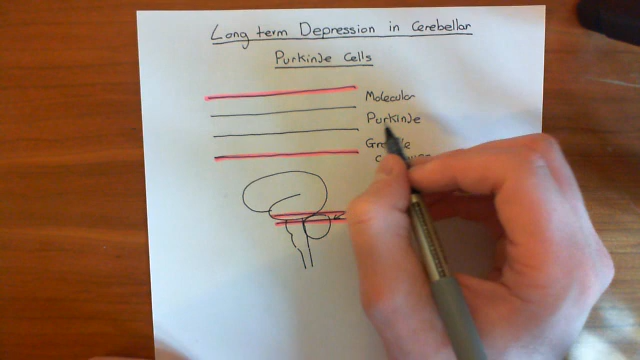 Long term Depression in Cerebellar
Purkinje Cells
Molecular
Purkinje